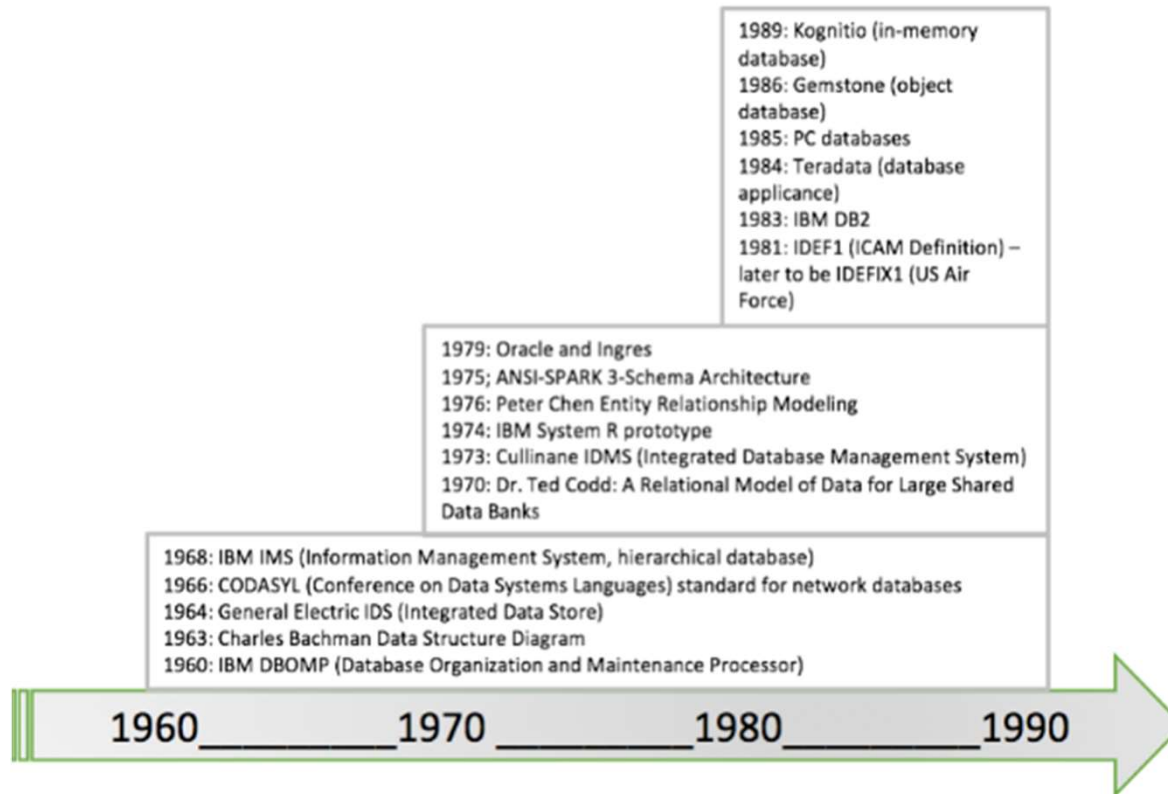 1989: Kognitio (in-memory
database)
1986: Gemstone (object
database)
1985: PC databases
1984: Teradata (database
applicance)
1983: IBM DB2
1981: IDEF1 (ICAM Definition) –
later to be IDEFIX1 (US Air
Force)
1979: Oracle and Ingres
1975; ANSI-SPARK 3-Schema Architecture
1976: Peter Chen Entity Relationship Modeling
1974: IBM System R prototype
1973: Cullinane IDMS (Integrated Database Management System)
1970: Dr. Ted Codd: A Relational Model of Data for Large Shared
Data Banks
1968: IBM IMS (Information Management System, hierarchical database)
1966: CODASYL (Conference on Data Systems Languages) standard for network databases
1964: General Electric IDS (Integrated Data Store)
1963: Charles Bachman Data Structure Diagram
1960: IBM DBOMP (Database Organization and Maintenance Processor)
1960_________1970 _________1980_________1990